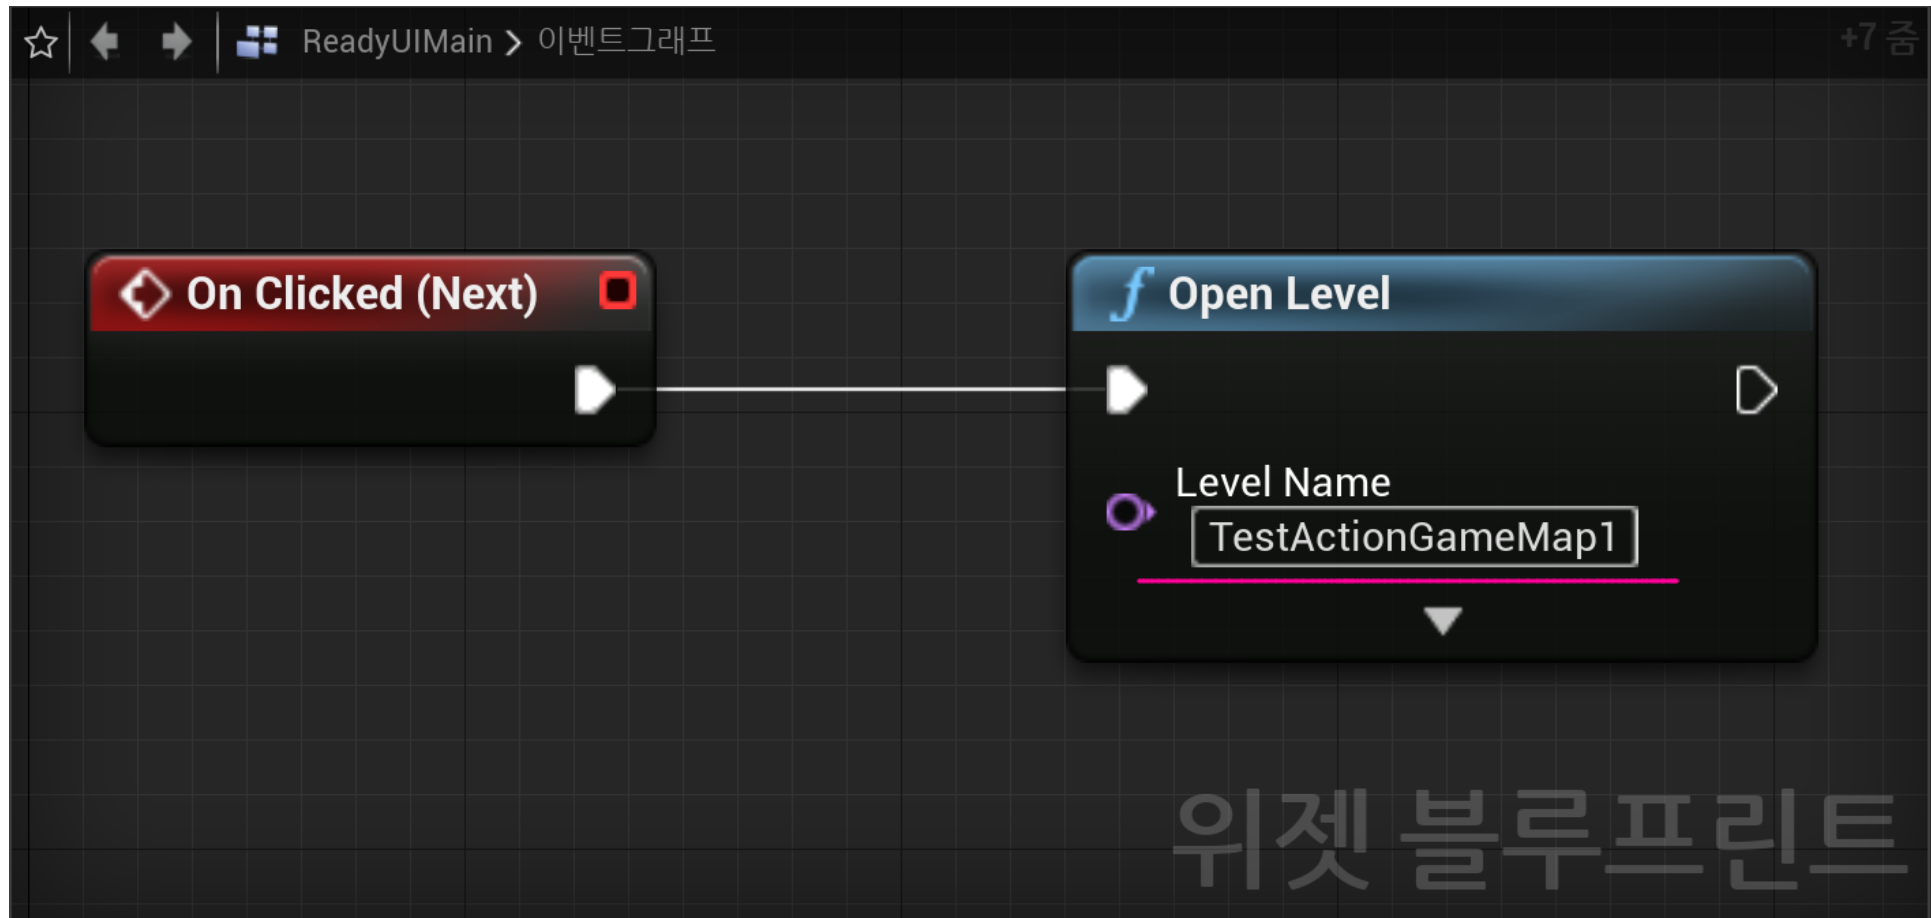 ReadyUIMain > 이벤트그래프
+7 줌
On Clicked (Next)
f Open Level
Level Name
TestActionGameMap1
위젯 블루프린트